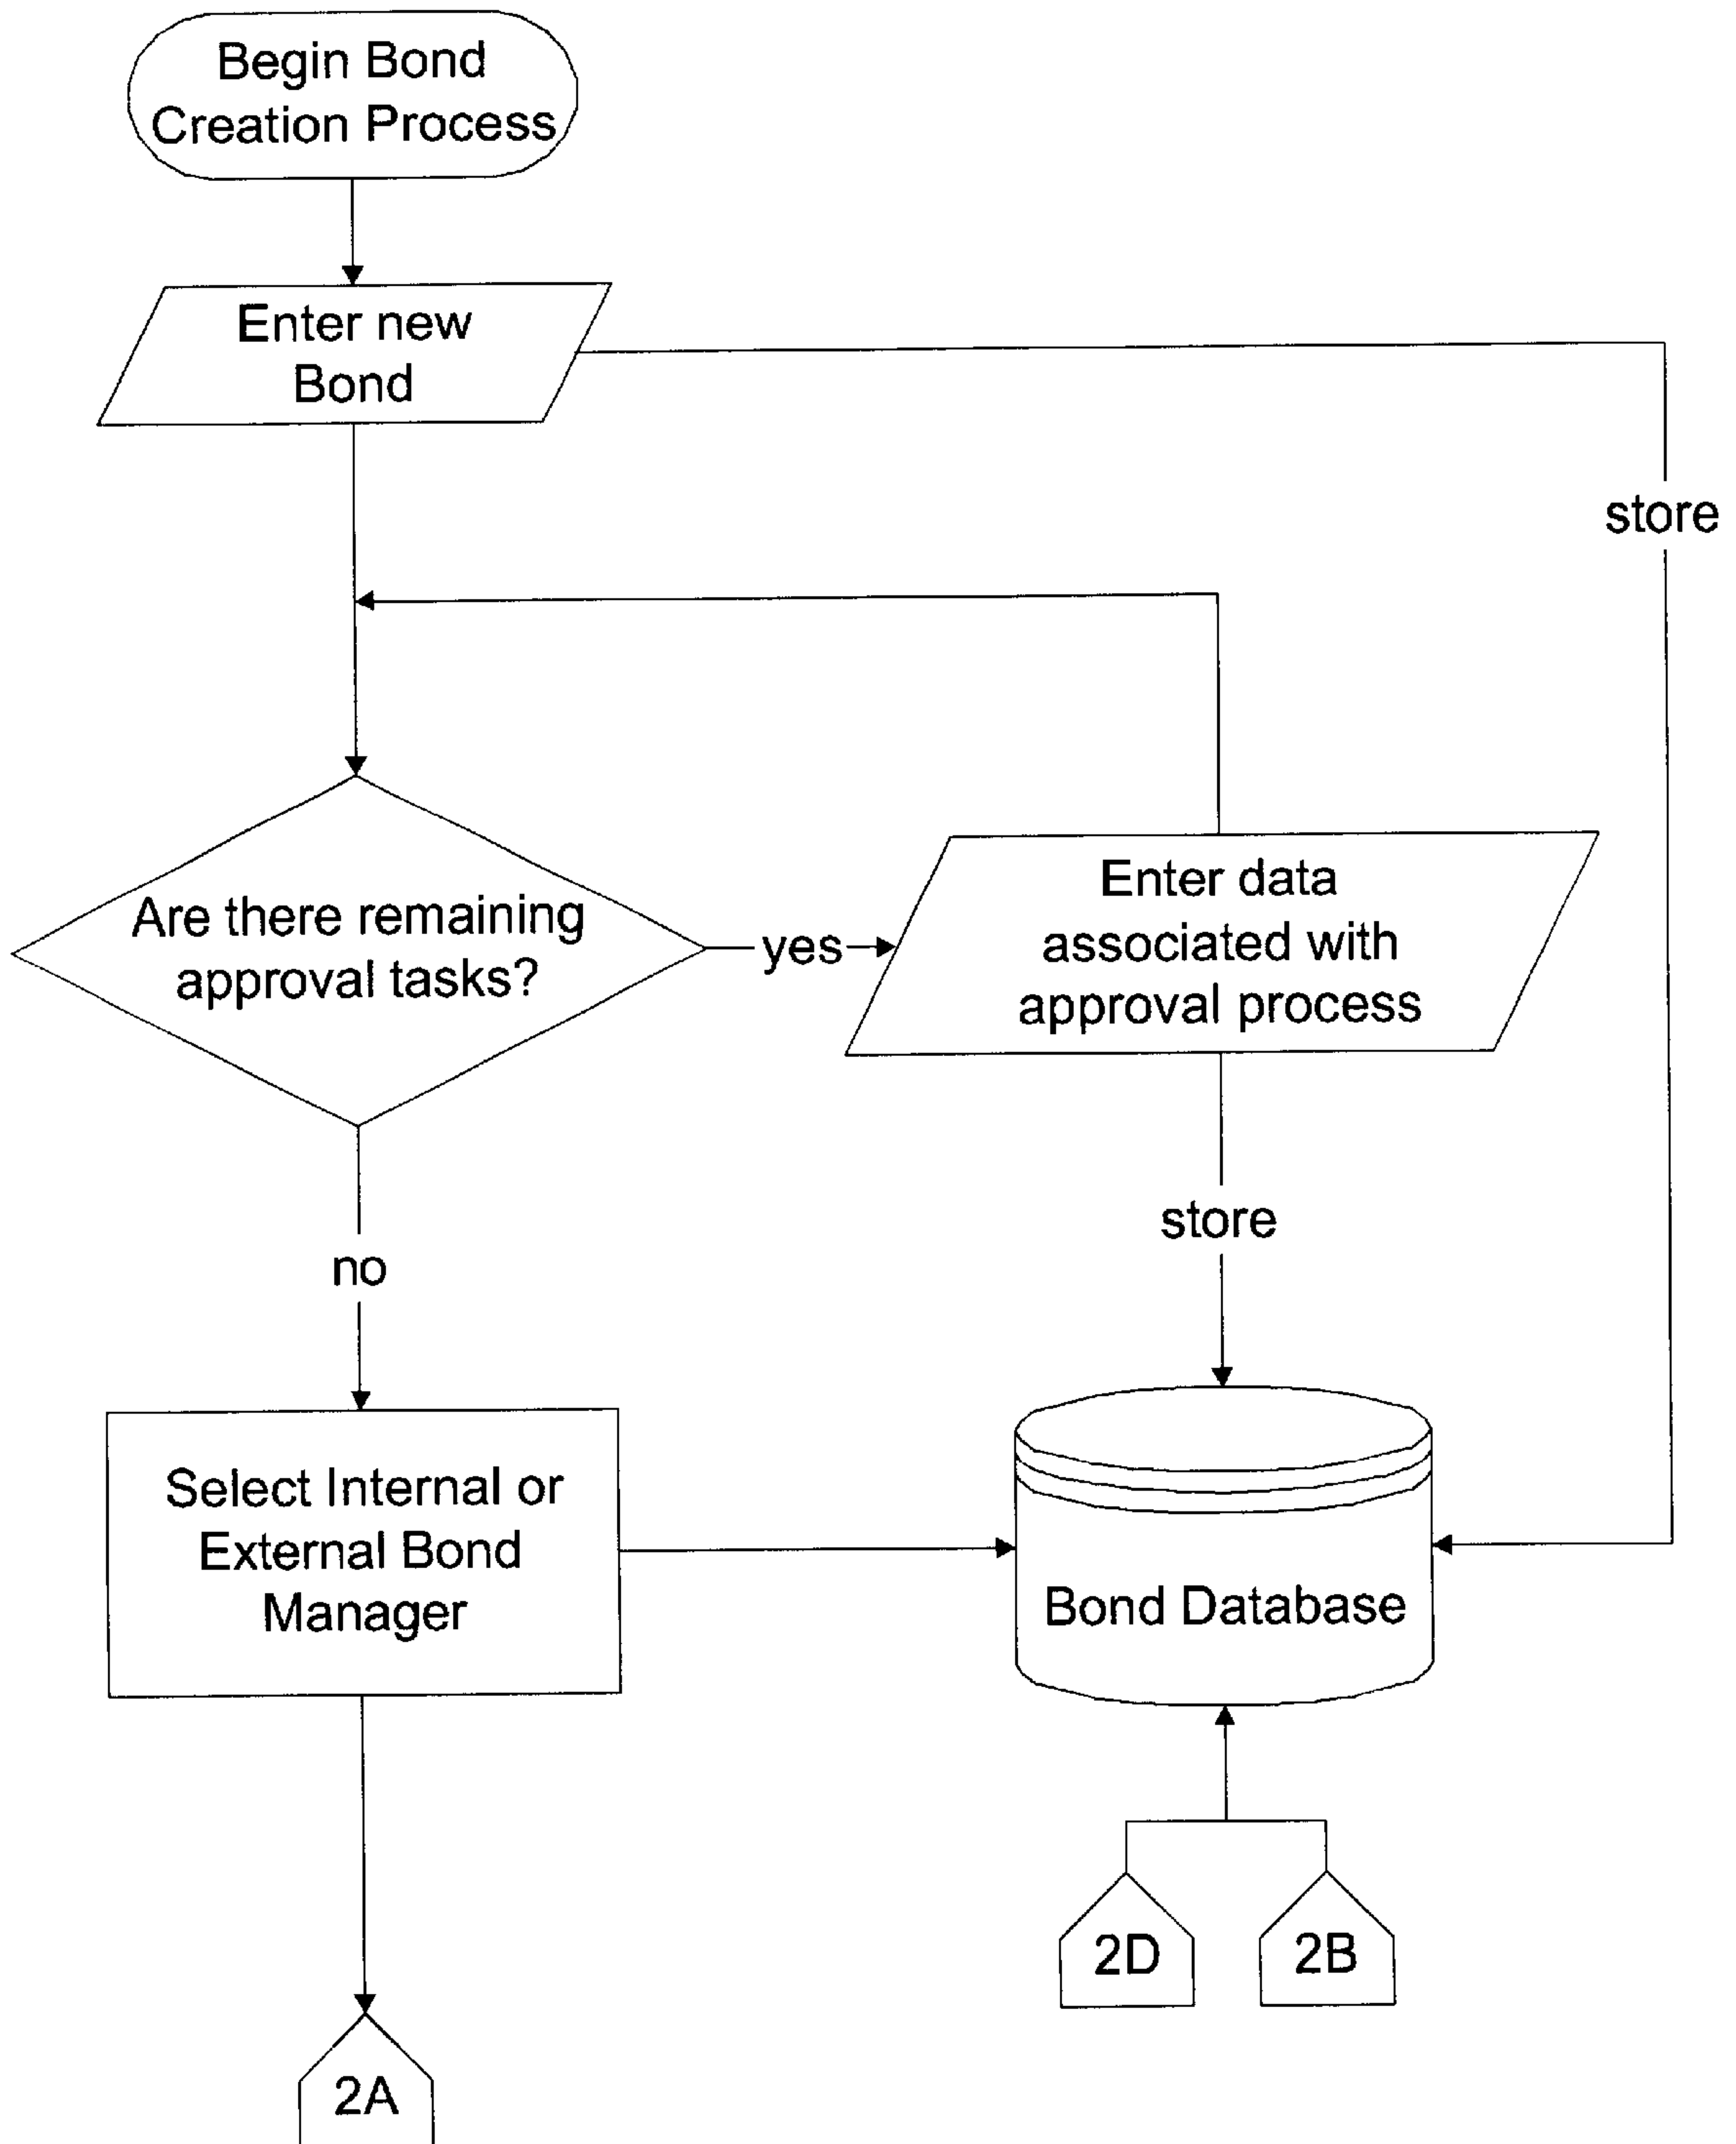 Begin Bond
Creation Process
Enter new
Bond
store
Are there remaining
approval tasks?
yes
Enter data
associated with
approval process
store
no
Select Internal or
External Bond
Manager
Bond Database
2D
2B
2A